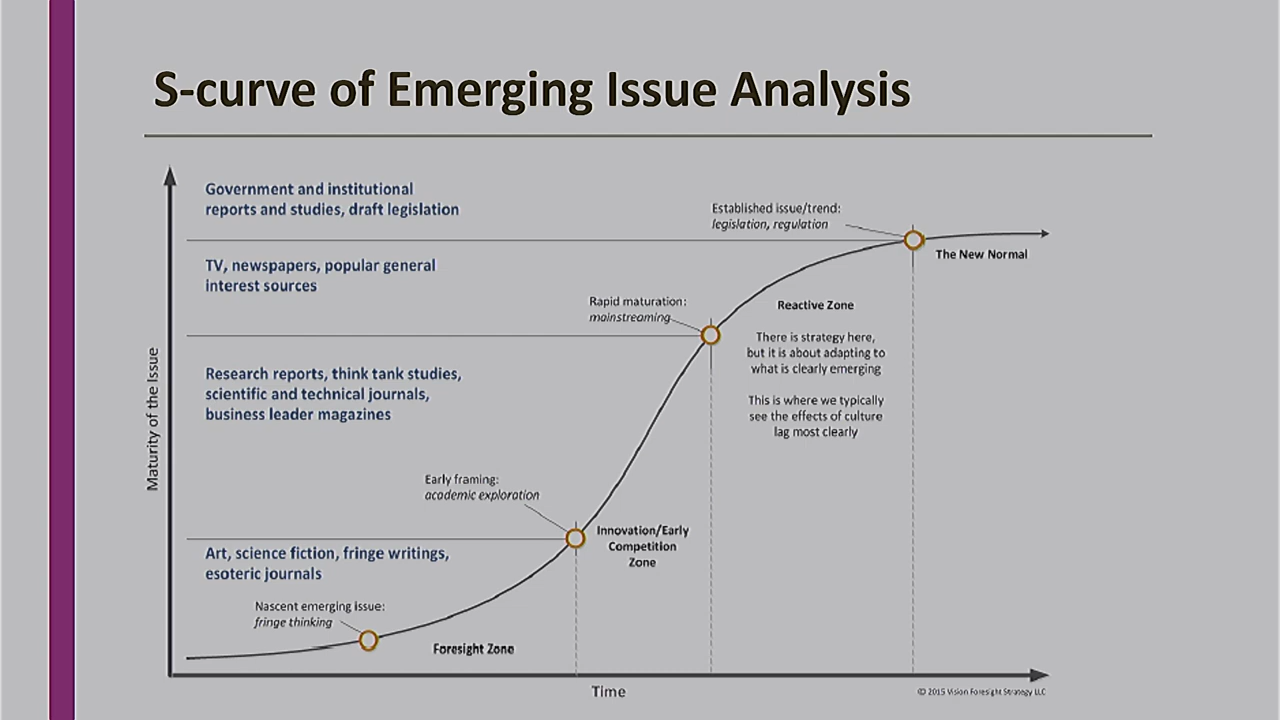 S-curve of Emerging Issue Analysis
Government and institutional
reports and studies, draft legislation
Established issue/trend:
legislation, regulation
The New Normal
TV, newspapers, popular general
interest sources
Rapid maturation:
mainstreaming
Reactive Zone
There is strategy here,
but it is about adapting to
what is clearly emerging
This is where we typically
see the effects of culture
lag most clearly
Research reports, think tank studies,
scientific and technical journals,
business leader magazines
Maturity of the Issue
Early framing:
academic exploration
Innovation/Early
Competition
Zone
Art, science fiction, fringe writings,
esoteric journals
Nascent emerging issue:
fringe thinking
Foresight Zone
Time
© 2015 Vision Foresight Strategy LLC